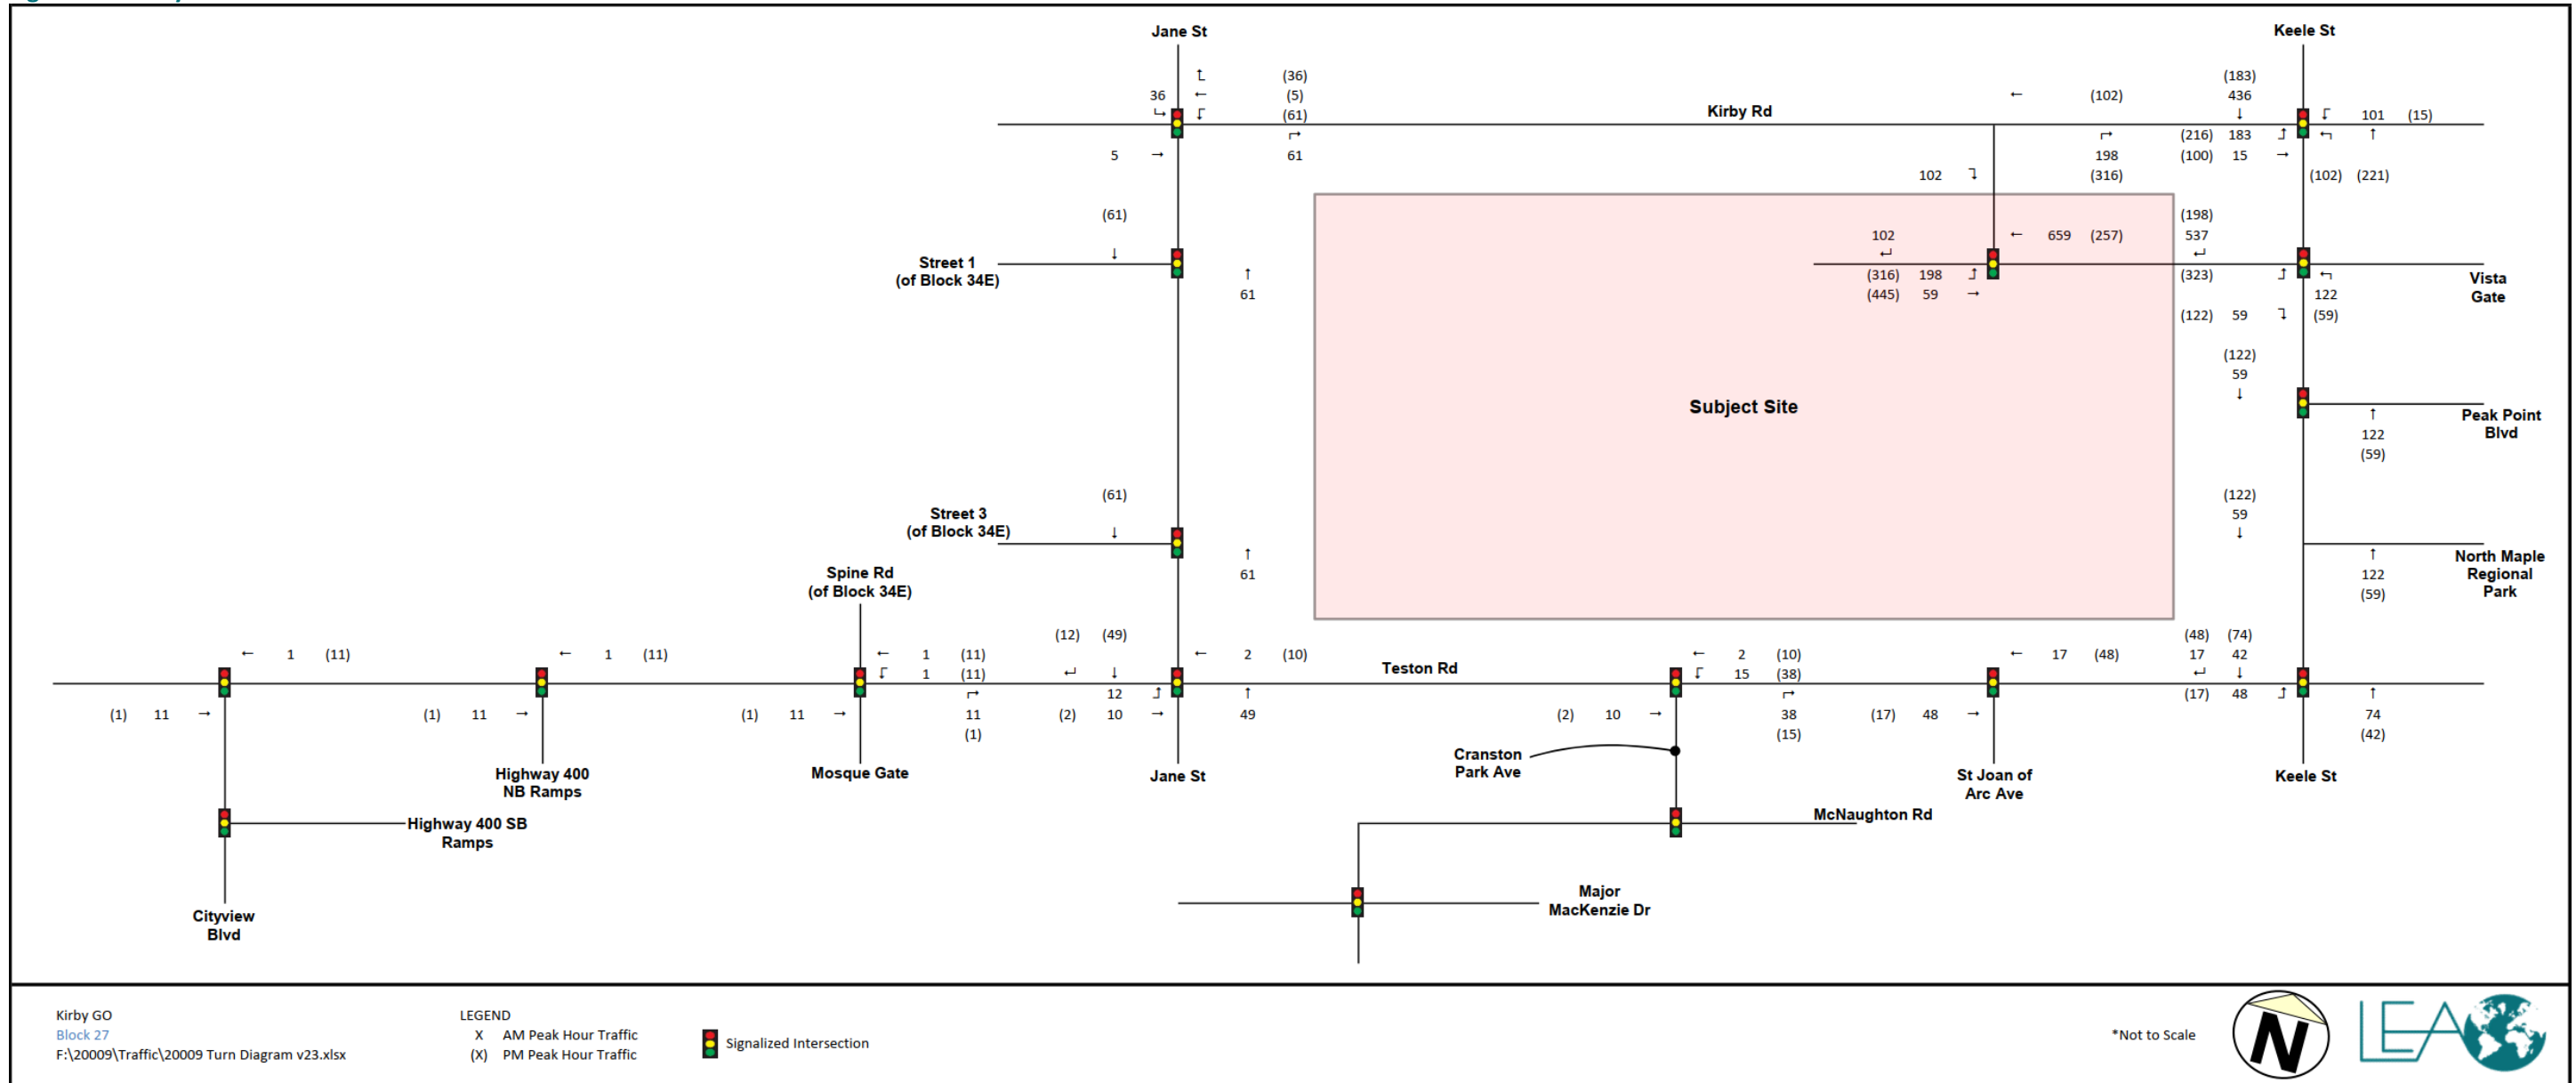 Jane St
Keele St
(36)
(183)
36
(5)
(102)
436
(61)
Kirby Rd
101 (15)
(216) 183
5
61
198
(100) 15
102
(316)
(102) (221)
(61)
(198)
102
659 (257)
537
Street 1
(of Block 34E)
(316) 198
(323)
Vista
Gate
61
(445) 59
122
(122) 59
(59)
(122)
59
Subject Site
Peak Point
Blvd
122
(59)
(61)
(122)
59
Street 3
(of Block 34E)
61
122
(59)
North Maple
Regional
Park
Spine Rd
(of Block 34E)
(12) (49)
(48) (74)
1 (11)
1 (11)
1 (11)
2 (10)
2 (10)
17 (48)
17 42
1 (11)
Teston Rd
15 (38)
12
(17) 48
(1) 11
(1) 11
(1) 11
11
(2) 10
49
(2) 10
38
(17) 48
74
(1)
(15)
(42)
Cranston
Park Ave
Highway 400
NB Ramps
Mosque Gate
Jane St
St Joan of
Arc Ave
Keele St
Highway 400 SB
Ramps
McNaughton Rd
Major
MacKenzie Dr
Cityview
Blvd
Kirby GO
Block 27
F:\20009\Traffic\20009 Turn Diagram v23.xlsx
LEGEND
X AM Peak Hour Traffic
(X) PM Peak Hour Traffic
Signalized Intersection
*Not to Scale
N
LEA